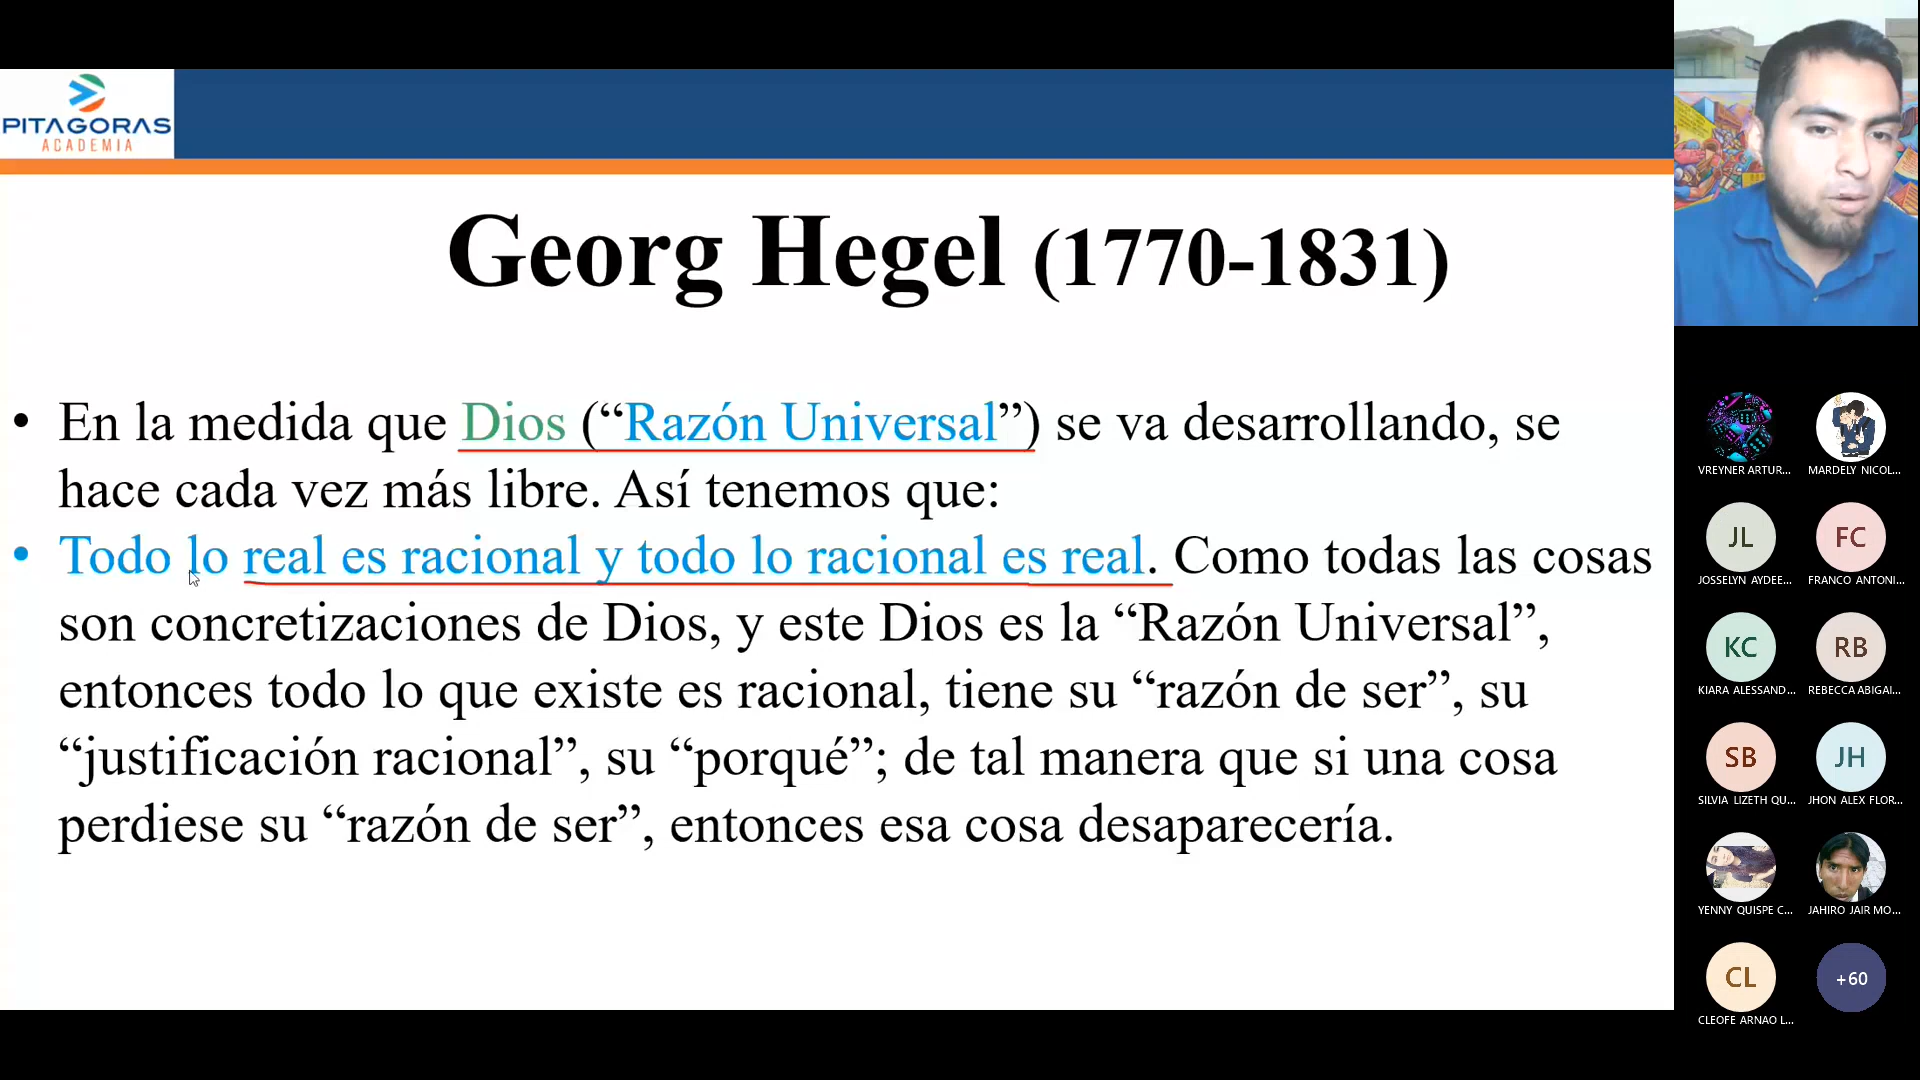 PITAGORAS
ACADEMIA
Georg Hegel (1770-1831)
• En la medida que Dios (“Razón Universal”) se va desarrollando, se
hace cada vez más libre. Así tenemos que:
• Todo lo real es racional y todo lo racional es real. Como todas las cosas
son concretizaciones de Dios, y este Dios es la “Razón Universal”,
entonces todo lo que existe es racional, tiene su “razón de ser”, su
“justificación racional”, su “porqué”; de tal manera que si una cosa
perdiese su “razón de ser”, entonces esa cosa desaparecería.
VREYNER ARTUR...
MARDELY NICOL...
JL
FC
JOSSELYN AYDEE...
FRANCO ANTONI...
KC
RB
KIARA ALESSAND...
REBECCA ABIGAI...
SB
JH
SILVIA LIZETH QU...
JHON ALEX FLOR...
YENNY QUISPE C...
JAHIRO JAIR MO...
CL
+60
CLEOFE ARNAO L...